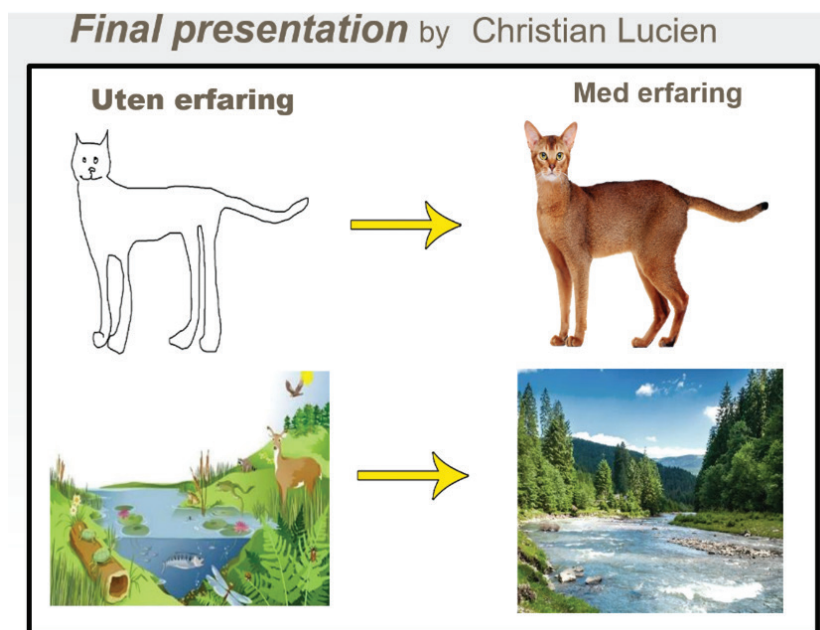 Final presentation by Christian Lucien
Uten erfaring
Med erfaring